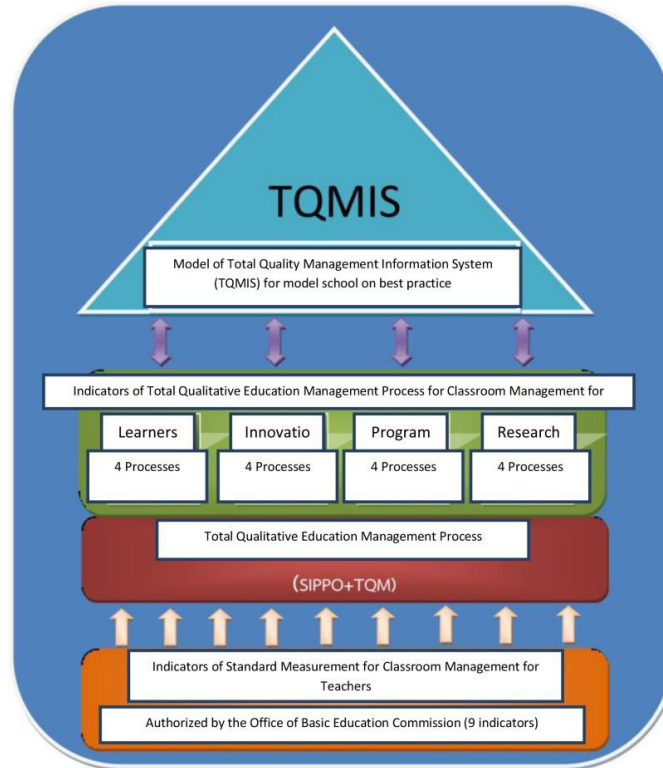 TQMIS
Model of Total Quality Management Information System
(TQMIS) for model school on best practice
Indicators of Total Qualitative Education Management Process for Classroom Management for
Learners Innovatio Program Research
4 Processes 4 Processes 4 Processes 4 Processes
Total Qualitative Education Management Process
(SIPPO+TQM)
Indicators of Standard Measurement for Classroom Management for
Teachers
Authorized by the Office of Basic Education Commission (9 indicators)